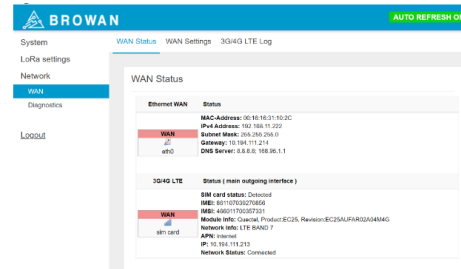 BROWAN
AUTO REFRESH O
System
WAN Status WAN Settings 3G/4G LTE Log
LoRa settings
Network
WAN
Diagnostics
Logout
WAN Status
Ethernet WAN Status
WAN
eth0
MAC-Address: 00:16:16:31:10:2C
IPv4 Address: 192.168.11.222
Subnet Mask: 255.255.255.0
Gateway: 10.194.111.214
DNS Server: 8.8.8.8; 168.95.1.1
3G/4G LTE Status ( main outgoing interface )
WAN
sim card
SIM card status: Detected
IMEI: 861107039270856
IMSI: 466011700357331
Module Info: Quectel, Product:EC25, Revision:EC25AUFAR02A04M4G
Network Info: LTE BAND 7
APN: internet
IP: 10.194.111.213
Network Status: Connected